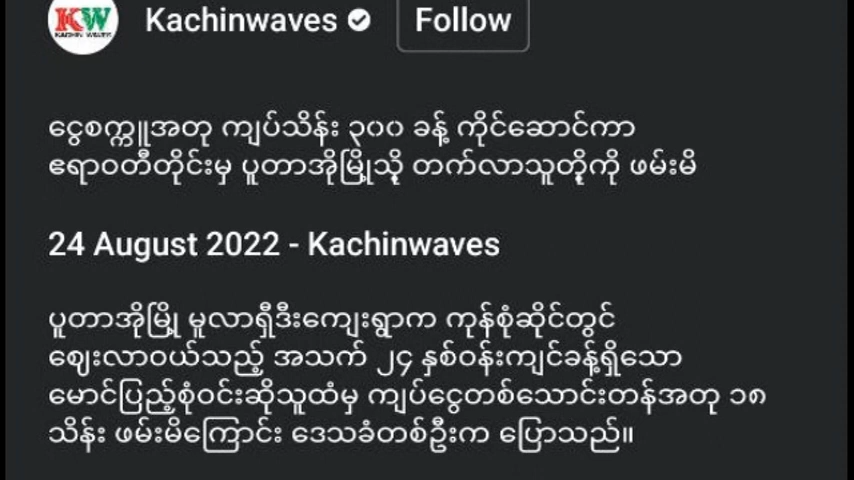 KW
KACHIN WAVES
Kachinwaves
Follow
ငွေစက္ကူအတု ကျပ်သိန်း ၃၀၀ ခန့် ကိုင်ဆောင်ကာ
ဧရာဝတီတိုင်းမှ ပူတာအိုမြို့သို့ တက်လာသူတို့ကို ဖမ်းမိ
24 August 2022 - Kachinwaves
ပူတာအိုမြို့ မူလာရှီဒီးကျေးရွာက ကုန်စုံဆိုင်တွင်
ဈေးလာဝယ်သည့် အသက် ၂၄ နှစ်ဝန်းကျင်ခန့်ရှိသော
မောင်ပြည့်စုံဝင်းဆိုသူထံမှ ကျပ်ငွေတစ်သောင်းတန်အတု ၁၈
သိန်း ဖမ်းမိကြောင်း ဒေသခံတစ်ဦးက ပြောသည်။